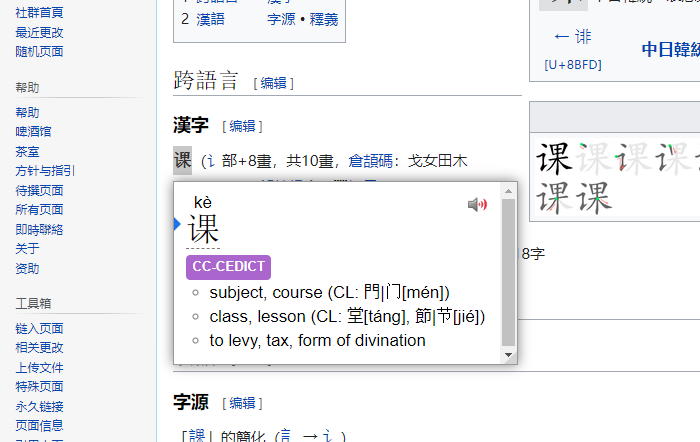 社群首頁
最近更改
随机页面
帮助
帮助
啤酒馆
茶室
方针与指引
待撰页面
所有页面
即時聯絡
关于
资助
工具箱
链入页面
相关更改
上传文件
特殊页面
永久链接
页面信息
2 漢語 字源 • 釋義
跨語言 [ 编辑 ]
漢字 [ 编辑 ]
课 (讠部+8畫，共10畫，倉頡碼：戈女田木
kè
课
CC-CEDICT
subject, course (CL: 門|门[mén])
class, lesson (CL: 堂[táng], 節|节[jié])
to levy, tax, form of divination
18字
字源 [ 编辑 ]
「課」的簡化（訁 → 讠）
← 诽
[U+8BFD]
中日韓統
课 课 课 课 课
课 课